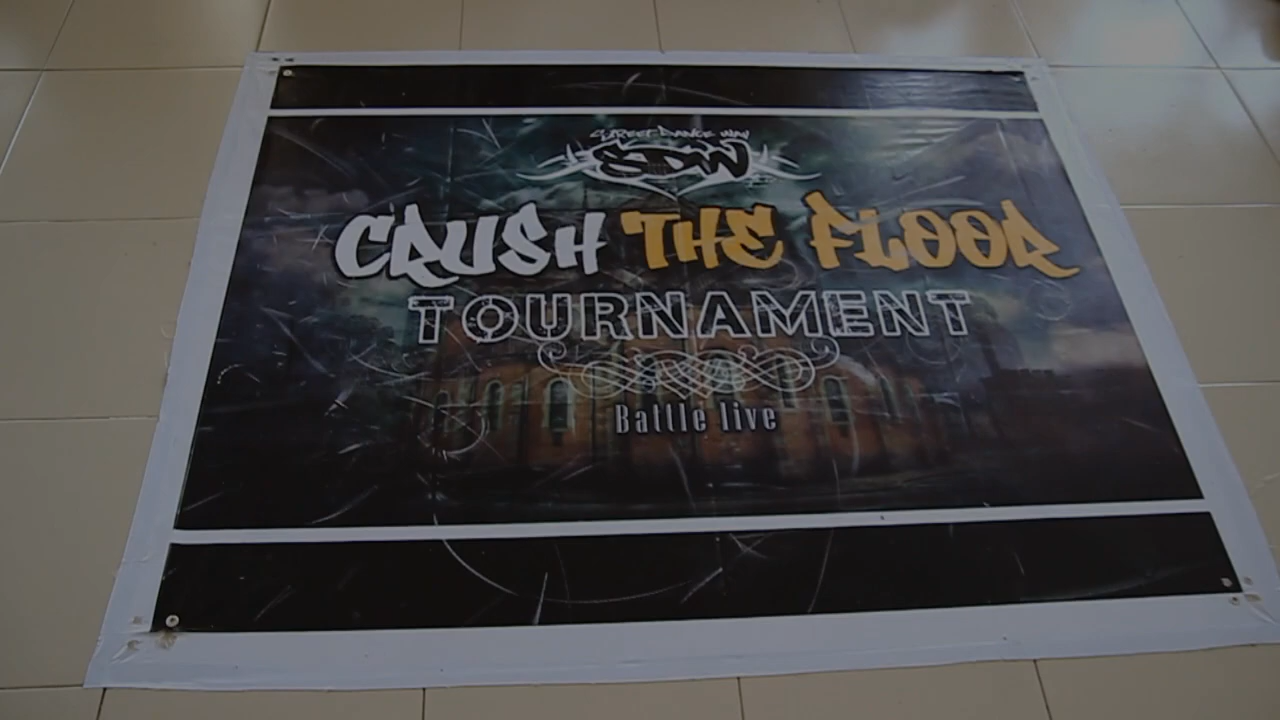 STREET DANCE WAY
SDW
CRUSH THE FLOOR
TOURNAMENT
Battle live